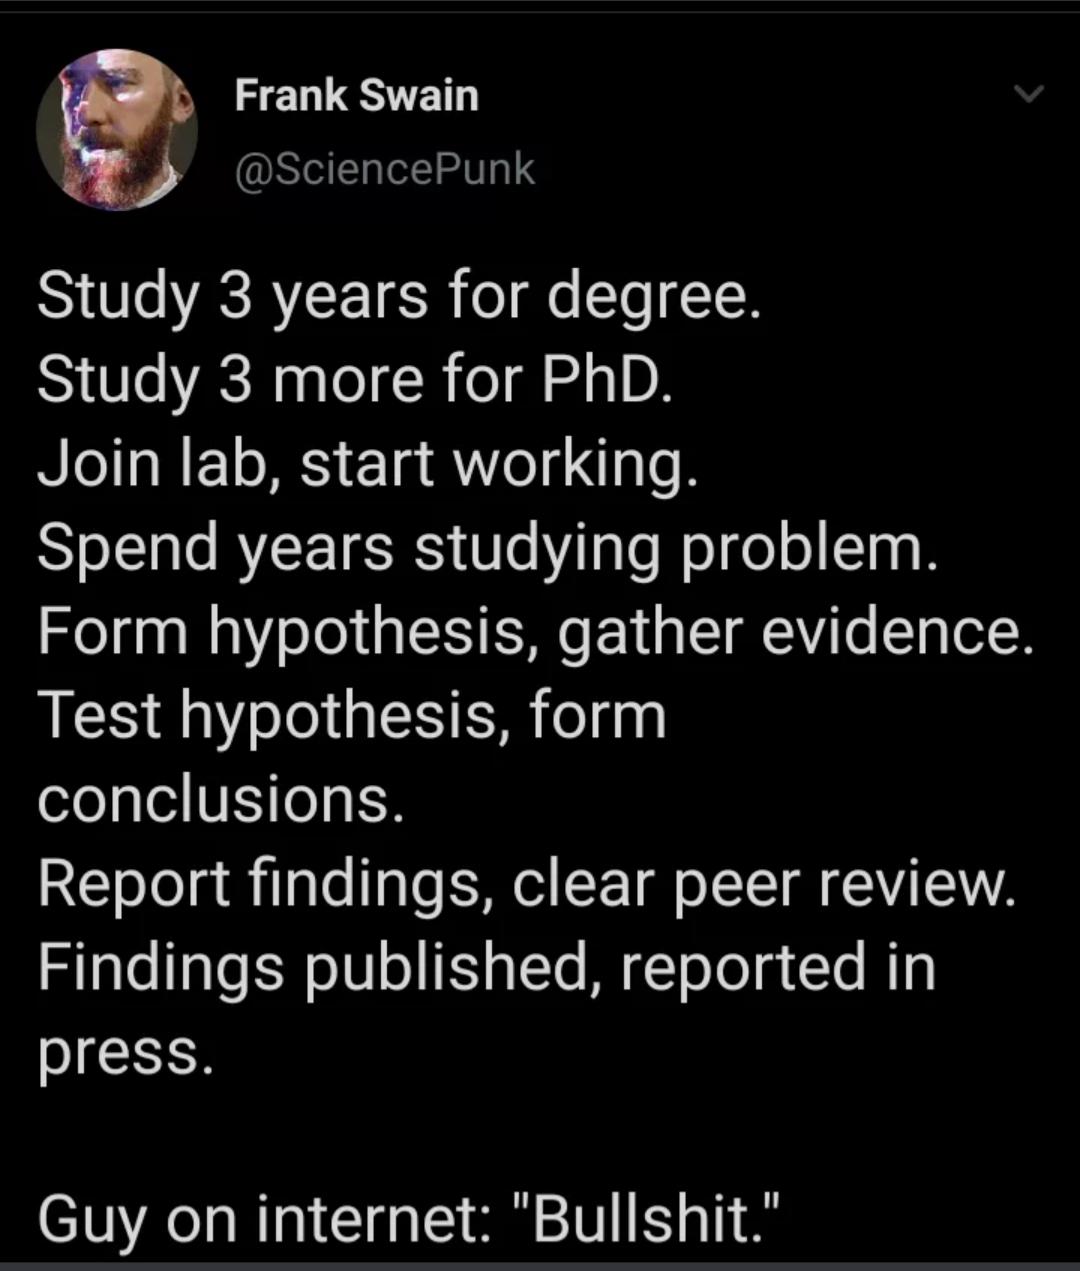 Frank Swain
@SciencePunk
Study 3 years for degree.
Study 3 more for PhD.
Join lab, start working.
Spend years studying problem.
Form hypothesis, gather evidence.
Test hypothesis, form
conclusions.
Report findings, clear peer review.
Findings published, reported in
press.
Guy on internet: "Bullshit."